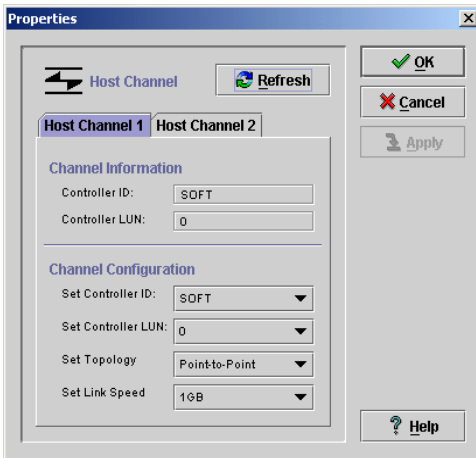 Properties
Host Channel
Refresh
Host Channel 1
Host Channel 2
Channel Information
Controller ID: SOFT
Controller LUN: 0
Channel Configuration
Set Controller ID: SOFT
Set Controller LUN: 0
Set Topology Point-to-Point
Set Link Speed 1GB
OK
Cancel
Apply
Help